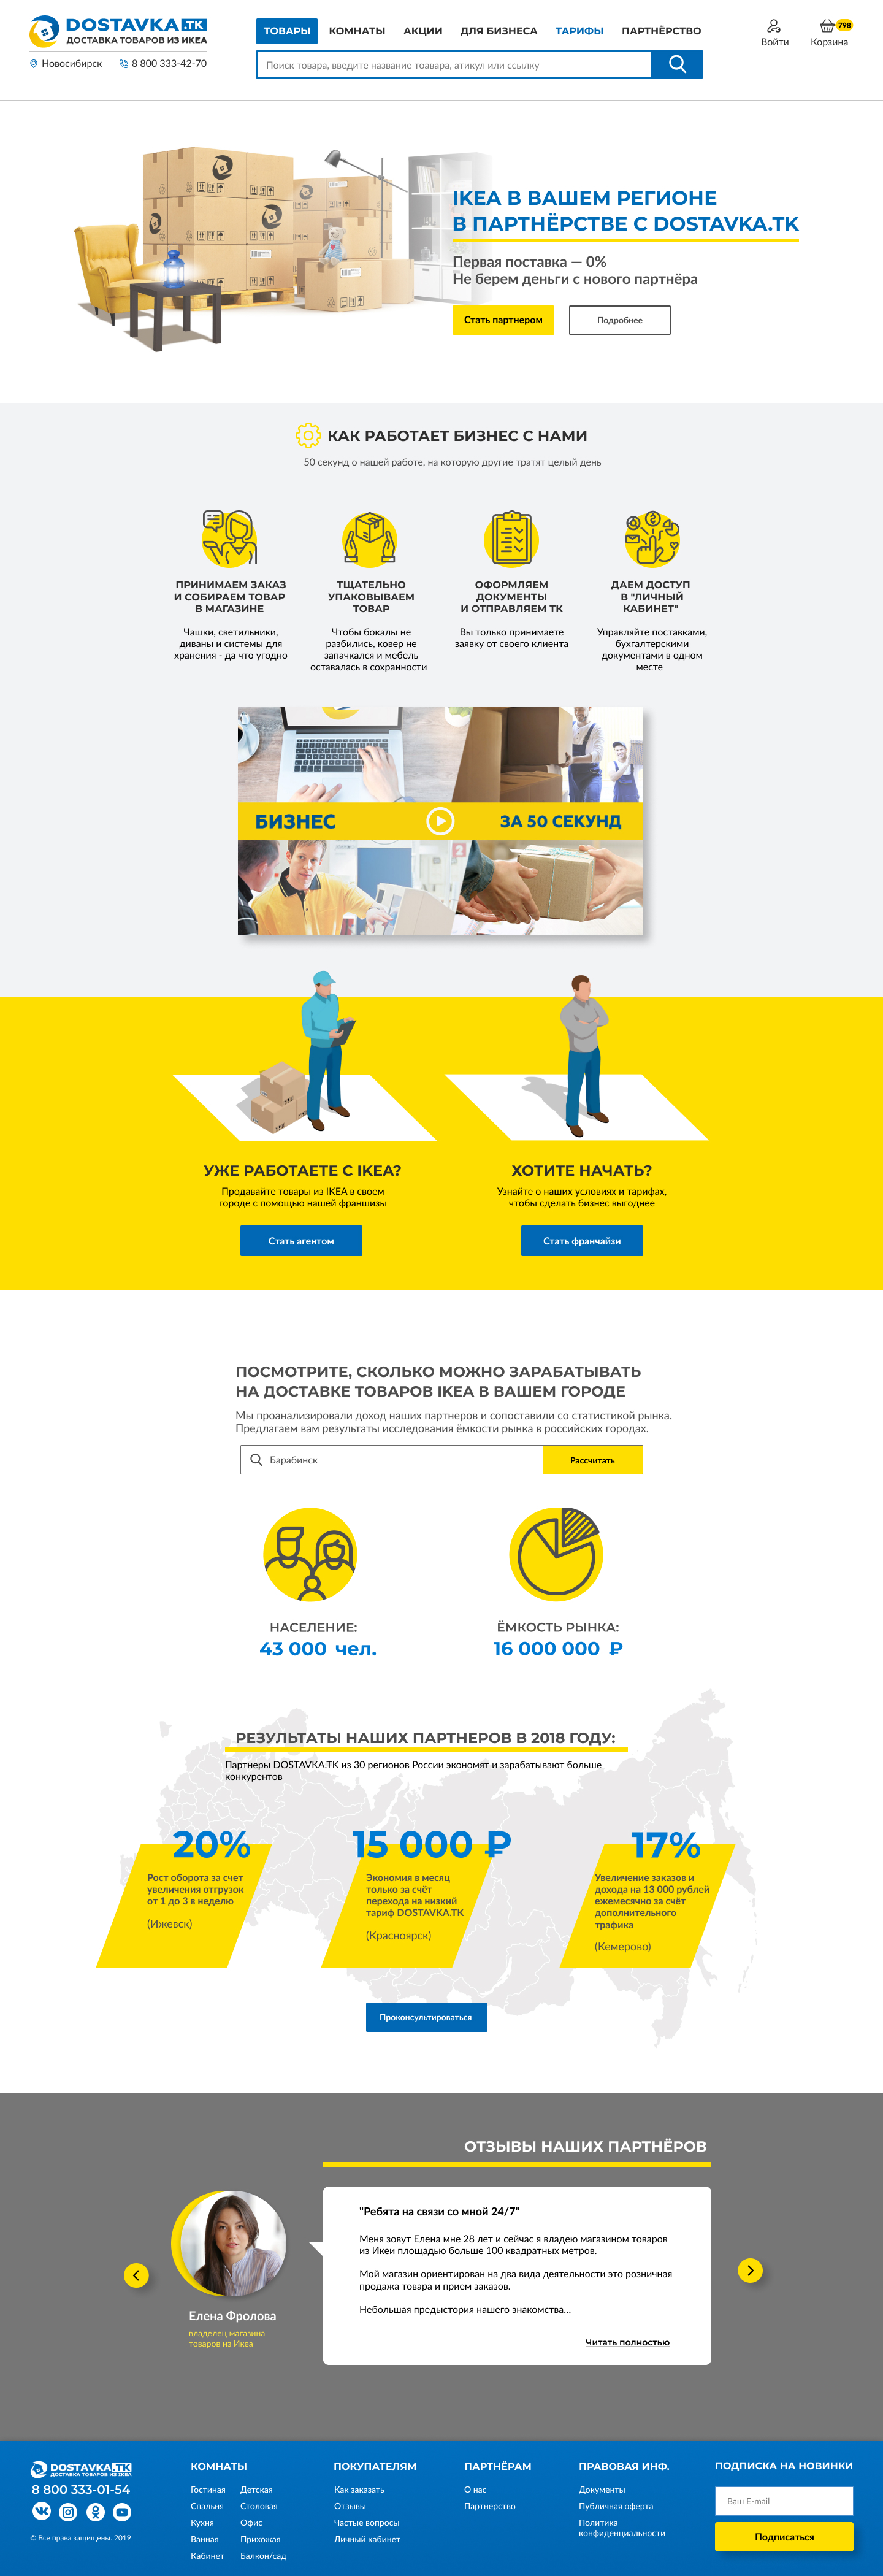 DOSTAVKA.TK
ДОСТАВКА ТОВАРОВ ИЗ ИКЕА
Новосибирск
8 800 333-42-70
ТОВАРЫ
КОМНАТЫ
АКЦИИ
ДЛЯ БИЗНЕСА
ТАРИФЫ
ПАРТНЁРСТВО
Поиск товара, введите название тоавара, атикул или ссылку
Войти
798
Корзина
IKEA В ВАШЕМ РЕГИОНЕ
В ПАРТНЁРСТВЕ С DOSTAVKA.TK
Первая поставка — 0%
Не берем деньги с нового партнёра
Стать партнером
Подробнее
КАК РАБОТАЕТ БИЗНЕС С НАМИ
50 секунд о нашей работе, на которую другие тратят целый день
ПРИНИМАЕМ ЗАКАЗ
И СОБИРАЕМ ТОВАР
В МАГАЗИНЕ
Чашки, светильники,
диваны и системы для
хранения - да что угодно
ТЩАТЕЛЬНО
УПАКОВЫВАЕМ
ТОВАР
Чтобы бокалы не
разбились, ковер не
запачкался и мебель
оставалась в сохранности
ОФОРМЛЯЕМ
ДОКУМЕНТЫ
И ОТПРАВЛЯЕМ ТК
Вы только принимаете
заявку от своего клиента
ДАЕМ ДОСТУП
В "ЛИЧНЫЙ
КАБИНЕТ"
Управляйте поставками,
бухгалтерскими
документами в одном
месте
БИЗНЕС
ЗА 50 СЕКУНД
2
УЖЕ РАБОТАЕТЕ С IKEA?
Продавайте товары из IKEA в своем
городе с помощью нашей франшизы
Стать агентом
ХОТИТЕ НАЧАТЬ?
Узнайте о наших условиях и тарифах,
чтобы сделать бизнес выгоднее
Стать франчайзи
ПОСМОТРИТЕ, СКОЛЬКО МОЖНО ЗАРАБАТЫВАТЬ
НА ДОСТАВКЕ ТОВАРОВ IKEA В ВАШЕМ ГОРОДЕ
Мы проанализировали доход наших партнеров и сопоставили со статистикой рынка.
Предлагаем вам результаты исследования ёмкости рынка в российских городах.
Барабинск
Рассчитать
НАСЕЛЕНИЕ:
43 000 чел.
ЁМКОСТЬ РЫНКА:
16 000 000 ₽
РЕЗУЛЬТАТЫ НАШИХ ПАРТНЕРОВ В 2018 ГОДУ:
Партнеры DOSTAVKA.TK из 30 регионов России экономят и зарабатывают больше
конкурентов
20%
Рост оборота за счет
увеличения отгрузок
от 1 до 3 в неделю
(Ижевск)
15 000 ₽
Экономия в месяц
только за счёт
перехода на низкий
тариф DOSTAVKA.TK
(Красноярск)
17%
Увеличение заказов и
дохода на 13 000 рублей
ежемесячно за счёт
дополнительного
трафика
(Кемерово)
Проконсультироваться
ОТЗЫВЫ НАШИХ ПАРТНЁРОВ
Елена Фролова
владелец магазина
товаров из Икеа
"Ребята на связи со мной 24/7"
Меня зовут Елена мне 28 лет и сейчас я владею магазином товаров
из Икеи площадью больше 100 квадратных метров.
Мой магазин ориентирован на два вида деятельности это розничная
продажа товара и прием заказов.
Небольшая предыстория нашего знакомства...
Читать полностью
DOSTAVKA.TK
ДОСТАВКА ТОВАРОВ ИЗ IKEA
8 800 333-01-54
© Все права защищены. 2019
КОМНАТЫ
Гостиная
Спальня
Кухня
Ванная
Кабинет
Детская
Столовая
Офис
Прихожая
Балкон/сад
ПОКУПАТЕЛЯМ
Как заказать
Отзывы
Частые вопросы
Личный кабинет
ПАРТНЁРАМ
О нас
Партнерство
ПРАВОВАЯ ИНФ.
Документы
Публичная оферта
Политика
конфиденциальности
ПОДПИСКА НА НОВИНКИ
Ваш E-mail
Подписаться